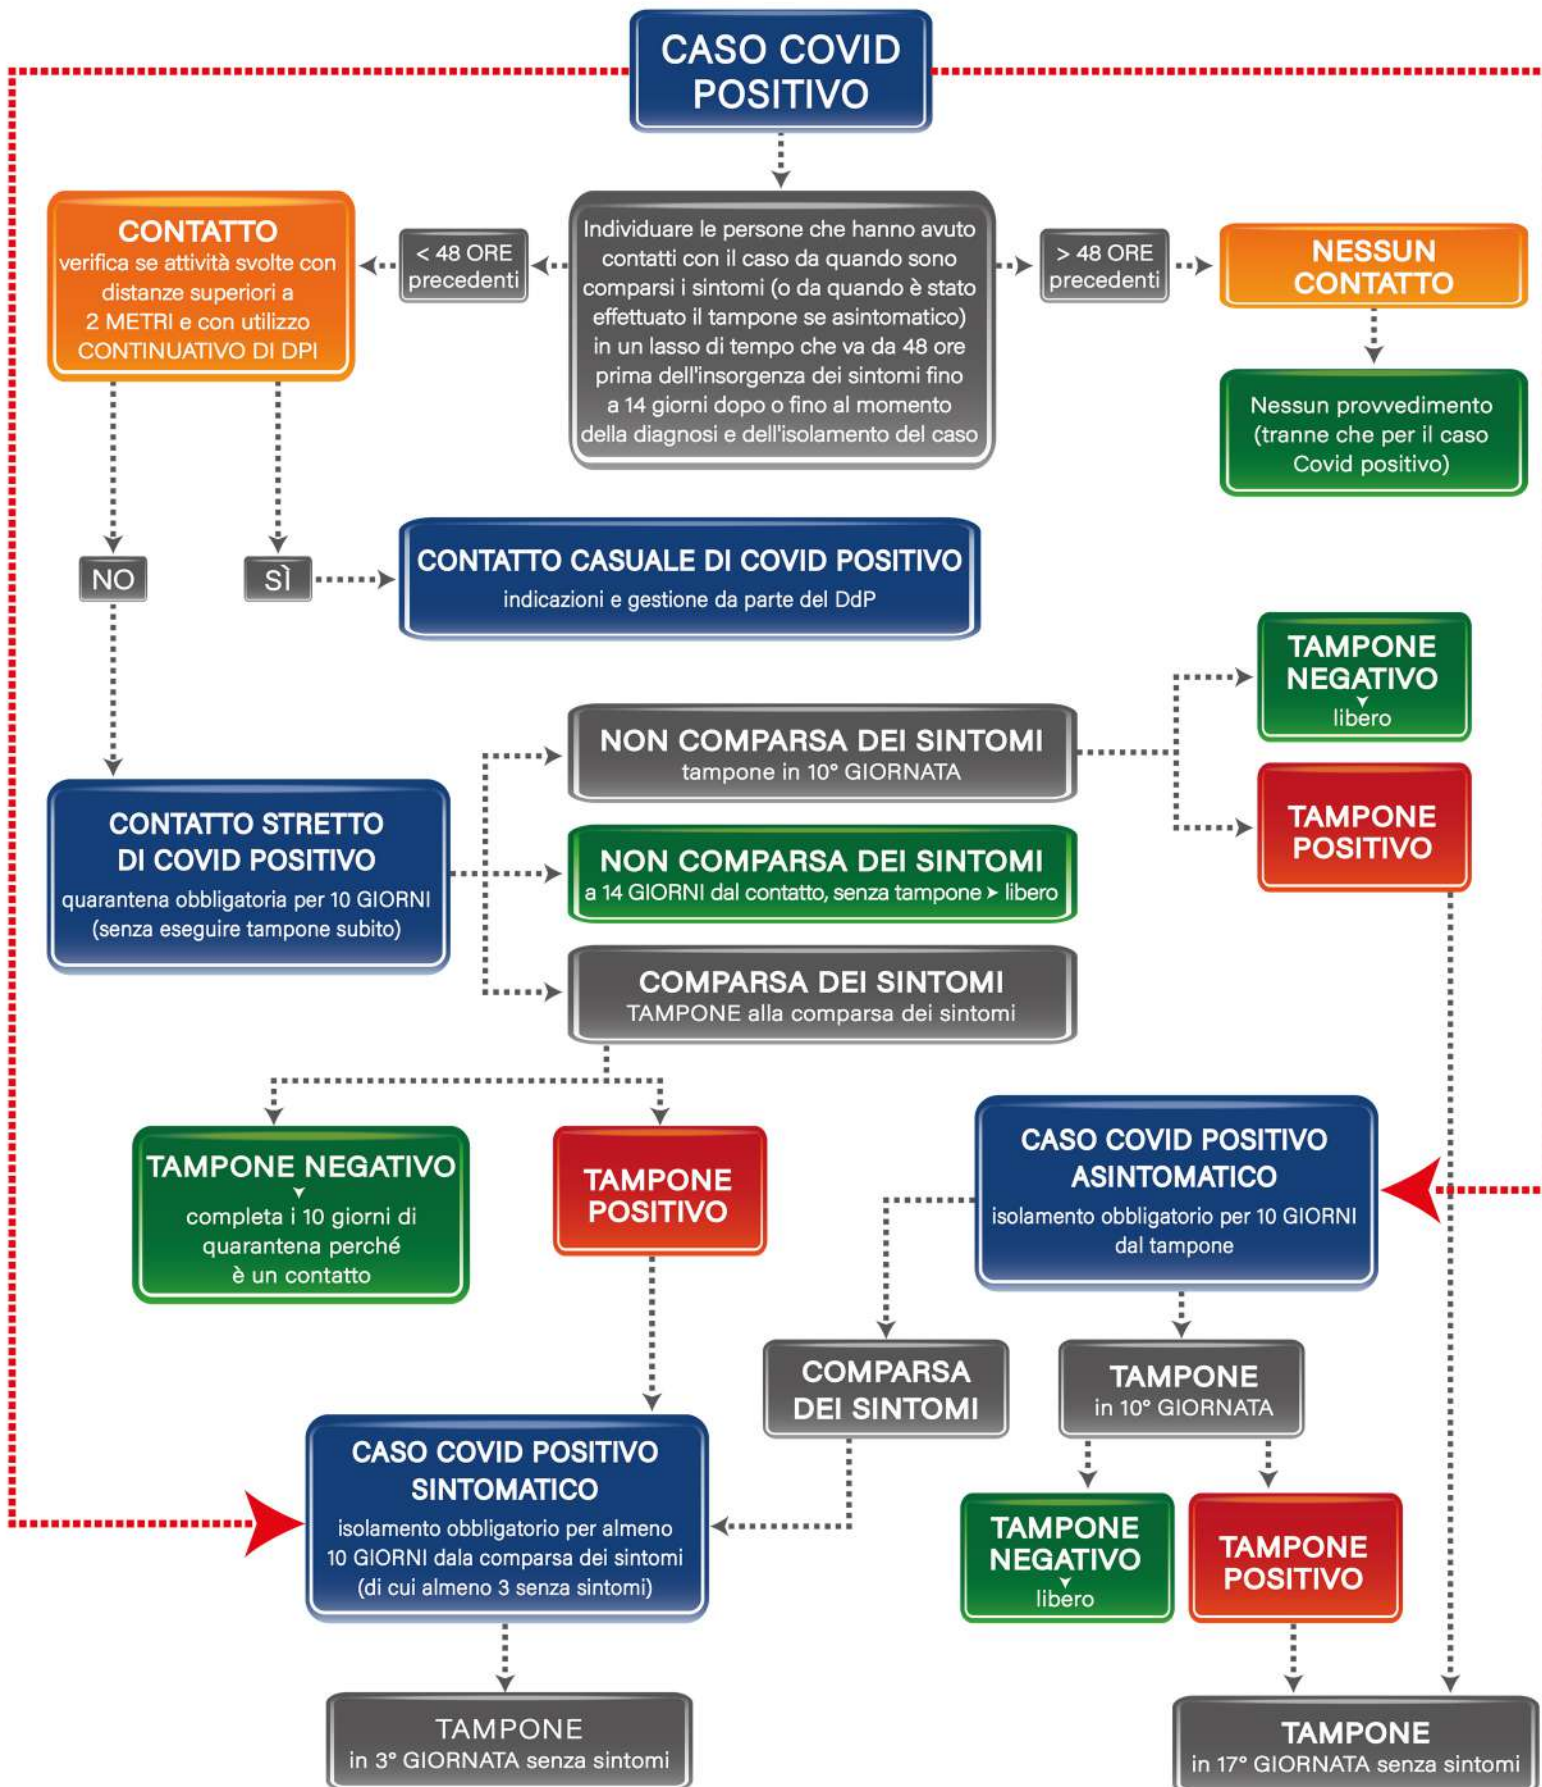 CASO COVID
POSITIVO
CONTATTO
verifica se attività svolte con
distanze superiori a
2 METRI e con utilizzo
CONTINUATIVO DI DPI
< 48 ORE
precedenti
Individuare le persone che hanno avuto
contatti con il caso da quando sono
comparsi i sintomi (o da quando è stato
effettuato il tampone se asintomatico)
in un lasso di tempo che va da 48 ore
prima dell'insorgenza dei sintomi fino
a 14 giorni dopo o fino al momento
della diagnosi e dell'isolamento del caso
> 48 ORE
precedenti
NESSUN
CONTATTO
Nessun provvedimento
(tranne che per il caso
Covid positivo)
NO
SÌ
CONTATTO CASUALE DI COVID POSITIVO
indicazioni e gestione da parte del DdP
CONTATTO STRETTO
DI COVID POSITIVO
quarantena obbligatoria per 10 GIORNI
(senza eseguire tampone subito)
NON COMPARSA DEI SINTOMI
tampone in 10° GIORNATA
TAMPONE
NEGATIVO
libero
TAMPONE
POSITIVO
NON COMPARSA DEI SINTOMI
a 14 GIORNI dal contatto, senza tampone ➤ libero
COMPARSA DEI SINTOMI
TAMPONE alla comparsa dei sintomi
TAMPONE NEGATIVO
completa i 10 giorni di
quarantena perché
è un contatto
TAMPONE
POSITIVO
CASO COVID POSITIVO
ASINTOMATICO
isolamento obbligatorio per 10 GIORNI
dal tampone
COMPARSA
DEI SINTOMI
TAMPONE
in 10° GIORNATA
CASO COVID POSITIVO
SINTOMATICO
isolamento obbligatorio per almeno
10 GIORNI dala comparsa dei sintomi
(di cui almeno 3 senza sintomi)
TAMPONE
NEGATIVO
libero
TAMPONE
POSITIVO
TAMPONE
in 3° GIORNATA senza sintomi
TAMPONE
in 17° GIORNATA senza sintomi